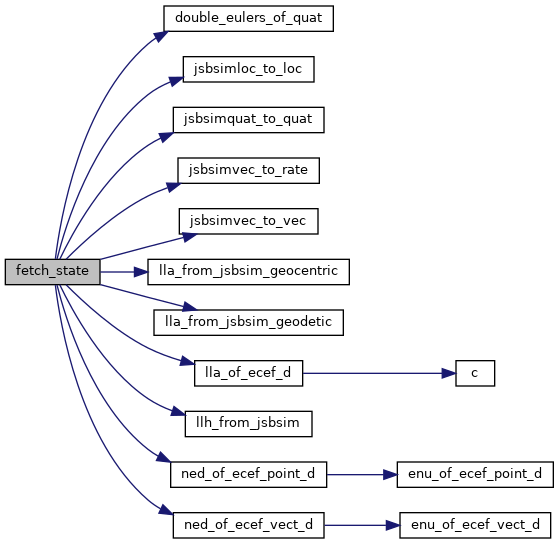 double_eulers_of_quat
jsbsimloc_to_loc
jsbsimquat_to_quat
jsbsimvec_to_rate
jsbsimvec_to_vec
fetch_state
lla_from_jsbsim_geocentric
lla_from_jsbsim_geodetic
lla_of_ecef_d
c
llh_from_jsbsim
ned_of_ecef_point_d
enu_of_ecef_point_d
ned_of_ecef_vect_d
enu_of_ecef_vect_d